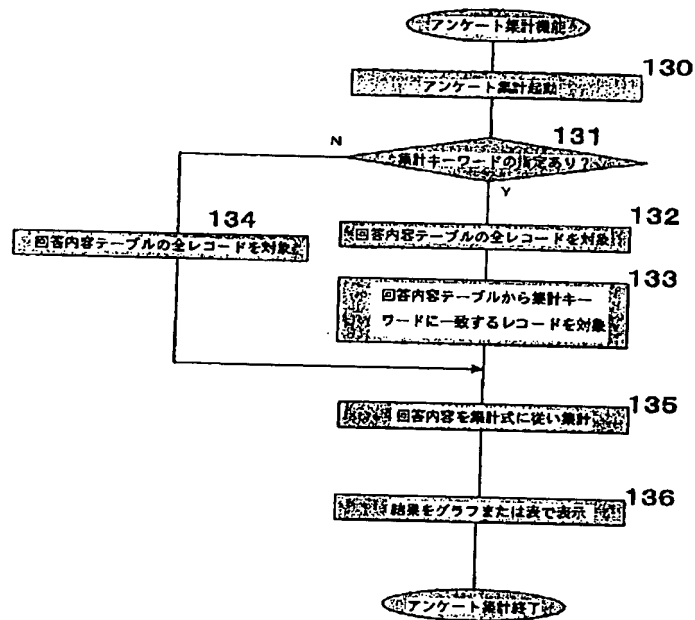 アンケート集計機能
130
アンケート集計起動
131
N
集計キーワードの指定あり?
Y
134
132
回答内容テーブルの全レコードを対象
回答内容テーブルの全レコードを対象
133
回答内容テーブルから集計キー
ワードに一致するレコードを対象
135
回答内容を集計式に従い集計
136
結果をグラフまたは表で表示
アンケート集計終了